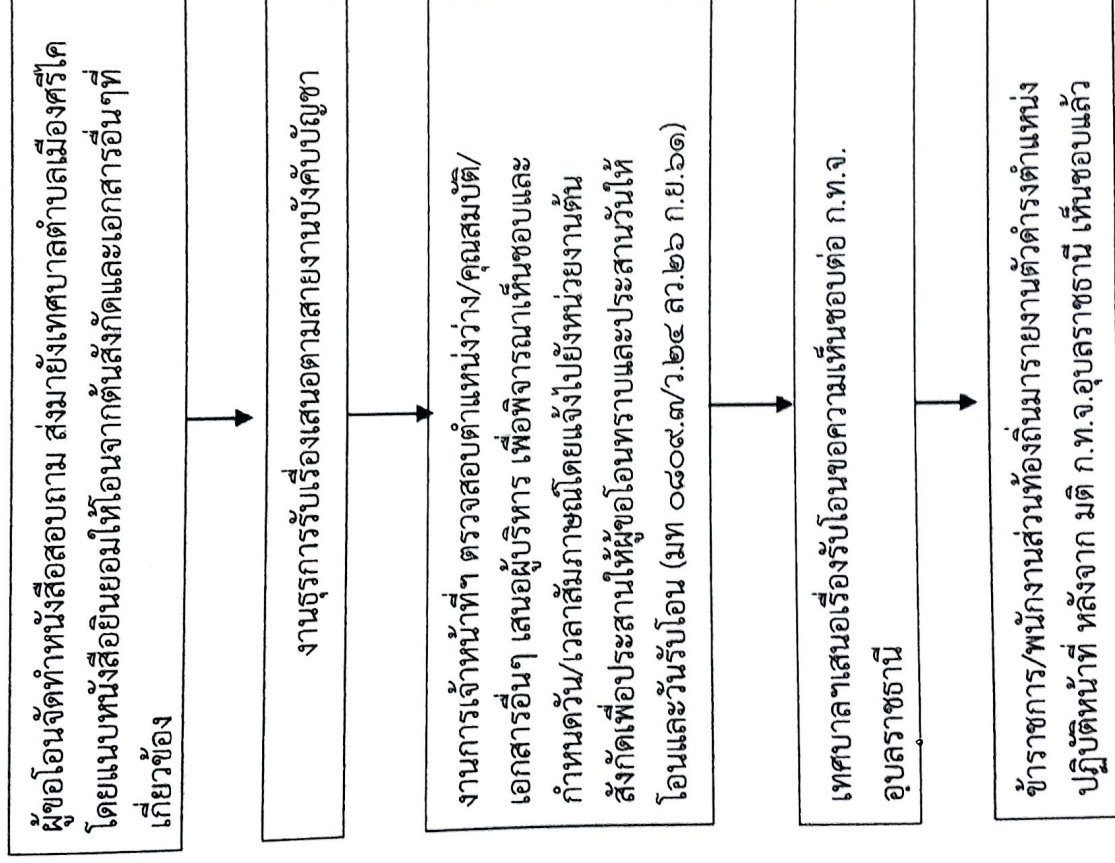 ผู้ขอโอนจัดทำหนังสือสอบถาม ส่งมายังเทศบาลตำบลเมืองศรีไค
โดยแนบหนังสือยินยอมให้โอนจากต้นสังกัดและเอกสารอื่นๆที่
เกี่ยวข้อง
งานธุรการรับเรื่องเสนอตามสายงานบังคับบัญชา
งานการเจ้าหน้าที่ฯ ตรวจสอบตำแหน่งว่าง/คุณสมบัติ/
เอกสารอื่นๆ เสนอผู้บริหาร เพื่อพิจารณาเห็นชอบและ
กำหนดวัน/เวลาสัมภาษณ์โดยแจ้งไปยังหน่วยงานต้น
สังกัดเพื่อประสานให้ผู้ขอโอนทราบและประสานวันให้
โอนและวันรับโอน (มท ๐๘๐๙.๓/ว.๒๔ ลว.๒๖ ก.ย.๖๑)
เทศบาลฯเสนอเรื่องรับโอนขอความเห็นชอบต่อ ก.ท.จ.
อุบลราชธานี
ข้าราชการ/พนักงานส่วนท้องถิ่นมารายงานตัวดำรงตำแหน่ง
ปฏิบัติหน้าที่ หลังจาก มติ ก.ท.จ.อุบลราชธานี เห็นชอบแล้ว